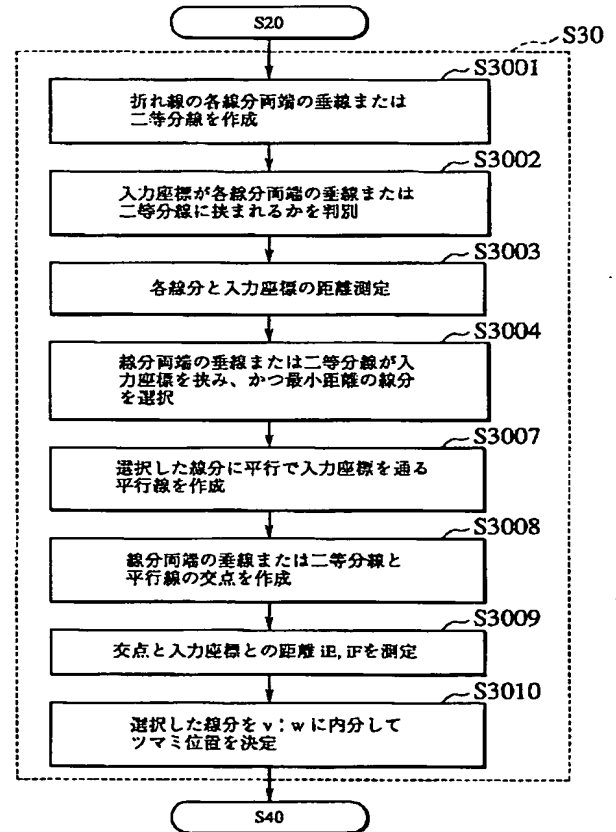 S20
S30
S3001
折れ線の各線分両端の垂線または
二等分線を作成
S3002
入力座標が各線分両端の垂線または
二等分線に挟まれるかを判別
S3003
各線分と入力座標の距離測定
S3004
線分両端の垂線または二等分線が入
力座標を挟み、かつ最小距離の線分
を選択
S3007
選択した線分に平行で入力座標を通る
平行線を作成
S3008
線分両端の垂線または二等分線と
平行線の交点を作成
S3009
交点と入力座標との距離iE,iFを測定
S3010
選択した線分をv:wに内分して
ツマミ位置を決定
S40